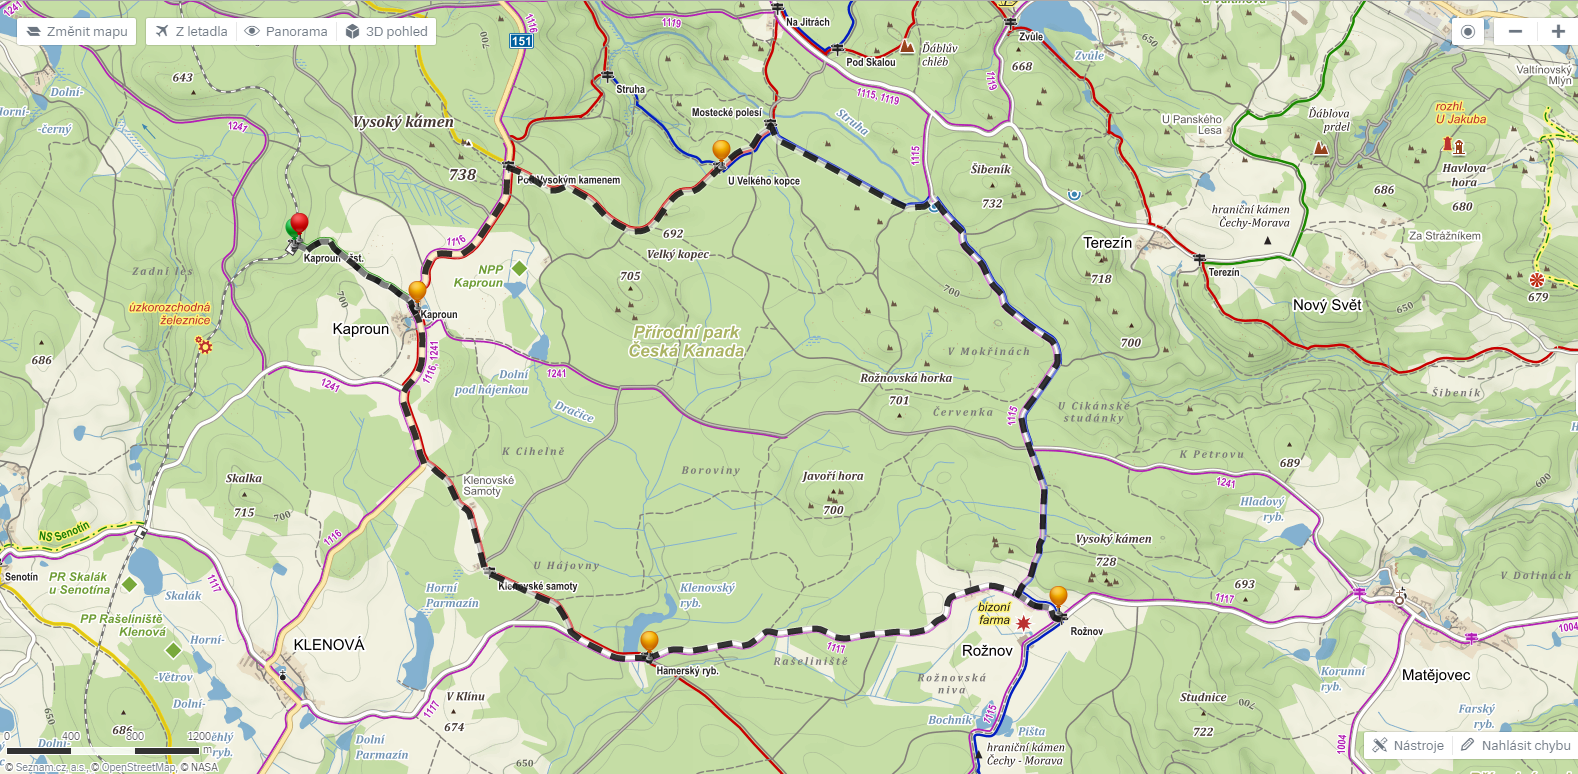 1241
1116
1119
Na Jitrách
U Valtínova
Změnit mapu
Z letadla
Panorama
3D pohled
151
Ďáblův
chléb
Pod Skalou
Zvůle
668
Zvůle
650
Valtínovský
Mlýn
643
Dolní-
Horní-
-černý
Struha
1115, 1119
1119
Vysoký kámen
738
Mostecké polesí
Struha
U Panského
Lesa
Ďáblova
prdel
rozhl.
U Jakuba
Havlova
hora
1241
Pod Vysokým kamenem
U Velkého kopce
1115
Šibeník
732
686
680
679
hraniční kámen
Čechy-Morava
Za Strážníkem
Kaproun
1116
692
Velký kopec
705
NPP
Kaproun
Terezín
Terezín
718
Nový Svět
650
Zadní les
700
úzkorozchodná
železnice
Kaproun
Kaproun
Přírodní park
Česká Kanada
700
V Mokřinách
700
686
1116, 1241
1241
1241
Dolní
pod hájenkou
Dračice
Rožnovská horka
701
Červenka
1115
U Cikánské
studánky
Šibeník
K Cihelně
Boroviny
Javoří hora
700
K Petrovu
689
1241
600
Skalka
715
700
Klenovské
Samoty
Hladový
ryb.
NS Senotín
1116
Vysoký kámen
728
Senotín
PR Skalák
u Senotína
1117
U Hájovny
Klenovské samoty
Klenovský
ryb.
693
1117
V Dotinách
Skalák
PP Rašeliniště
Klenová
Horní
Parmazín
bizoní
farma
Rožnov
1004
Horní-
-Větrov
KLENOVÁ
Hamerský ryb.
1117
Rašeliniště
Rožnov
Rožnovská
niva
Korunní
ryb.
Matějovec
Dolní-
V Klínu
674
1117
686
650
Bochník
1115
Pišta
Studnice
722
700
Farský
ryb.
1004
hraniční kámen
Čechy - Morava
Dolní
Parmazín
0 400 800 1200
m
Nástroje
Nahlásit chybu
© Seznam.cz, a.s., © OpenStreetMap, © NASA